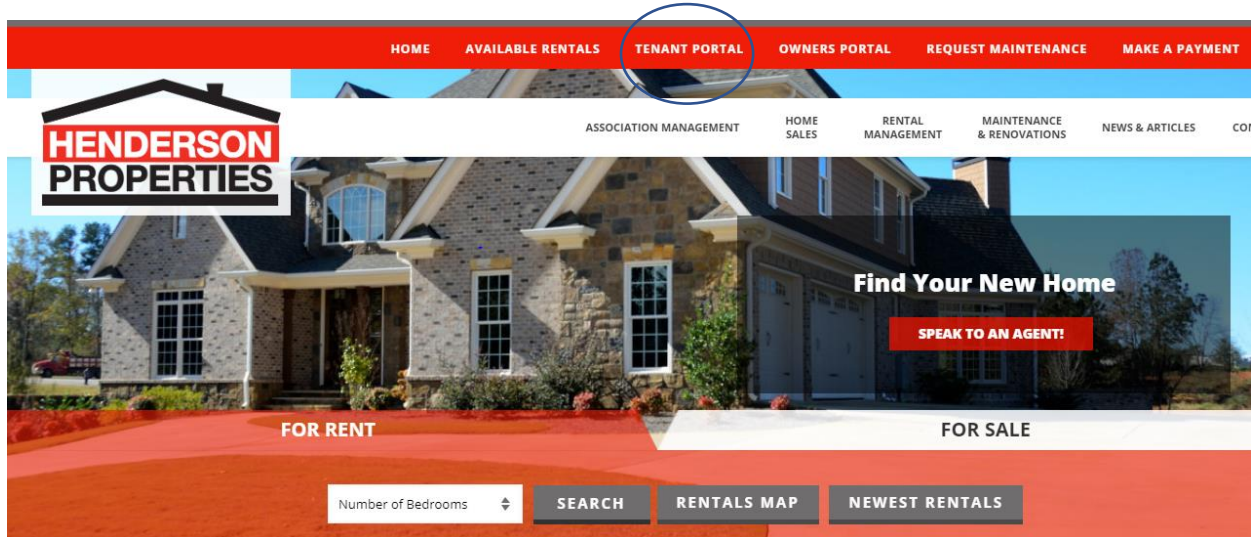 HOME AVAILABLE RENTALS TENANT PORTAL OWNERS PORTAL REQUEST MAINTENANCE MAKE A PAYMENT
HENDERSON
PROPERTIES
ASSOCIATION MANAGEMENT
HOME
SALES
RENTAL
MANAGEMENT
MAINTENANCE
& RENOVATIONS
NEWS & ARTICLES
Find Your New Home
SPEAK TO AN AGENT!
FOR RENT
FOR SALE
Number of Bedrooms SEARCH RENTALS MAP NEWEST RENTALS